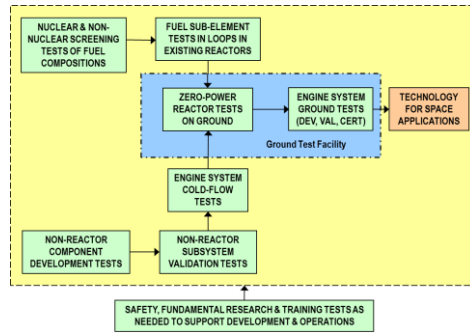 NUCLEAR & NON-
NUCLEAR SCREENING
TESTS OF FUEL
COMPOSITIONS
FUEL SUB-ELEMENT
TESTS IN LOOPS IN
EXISTING REACTORS
ZERO-POWER
REACTOR TESTS
ON GROUND
ENGINE SYSTEM
GROUND TESTS
(DEV, VAL, CERT)
TECHNOLOGY
FOR SPACE
APPLICATIONS
Ground Test Facility
ENGINE SYSTEM
COLD-FLOW
TESTS
NON-REACTOR
COMPONENT
DEVELOPMENT TESTS
NON-REACTOR
SUBSYSTEM
VALIDATION TESTS
SAFETY, FUNDAMENTAL RESEARCH & TRAINING TESTS AS
NEEDED TO SUPPORT DEVELOPMENT & OPERATIONS